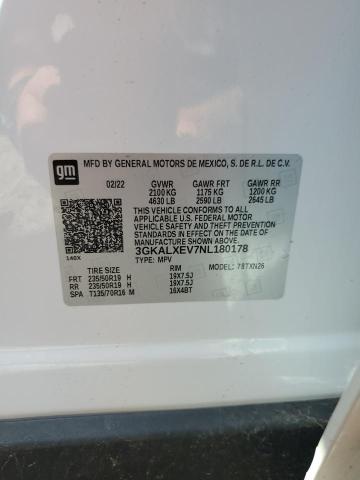 gm
MFD BY GENERAL MOTORS DE MEXICO, S. DE R.L. DE C.V.
02/22 GVWR GAWR FRT GAWR RR
2100 KG 1175 KG 1200 KG
4630 LB 2590 LB 2645 LB
THIS VEHICLE CONFORMS TO ALL
APPLICABLE U.S. FEDERAL MOTOR
VEHICLE SAFETY AND THEFT
PREVENTION STANDARDS IN EFFECT
ON THE DATE OF MANUFACTURE
SHOWN ABOVE.
3GKALXEV7NL180178
140X TYPE: MPV
TIRE SIZE RIM MODEL: 78TXN26
FRT 235/50R19 H 19X7.5J
RR 235/50R19 H 19X7.5J
SPA T135/70R16 M 16X4BT